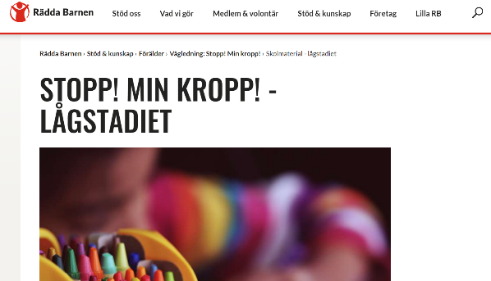 Rädda Barnen
Stöd oss Vad vi gör Medlem & volontär Stöd & kunskap Företag Lilla RB
Rädda Barnen › Stöd & kunskap › Förälder › Vägledning: Stopp! Min kropp! › Skolmaterial - lågstadiet
STOPP! MIN KROPP! -
LÅGSTADIET